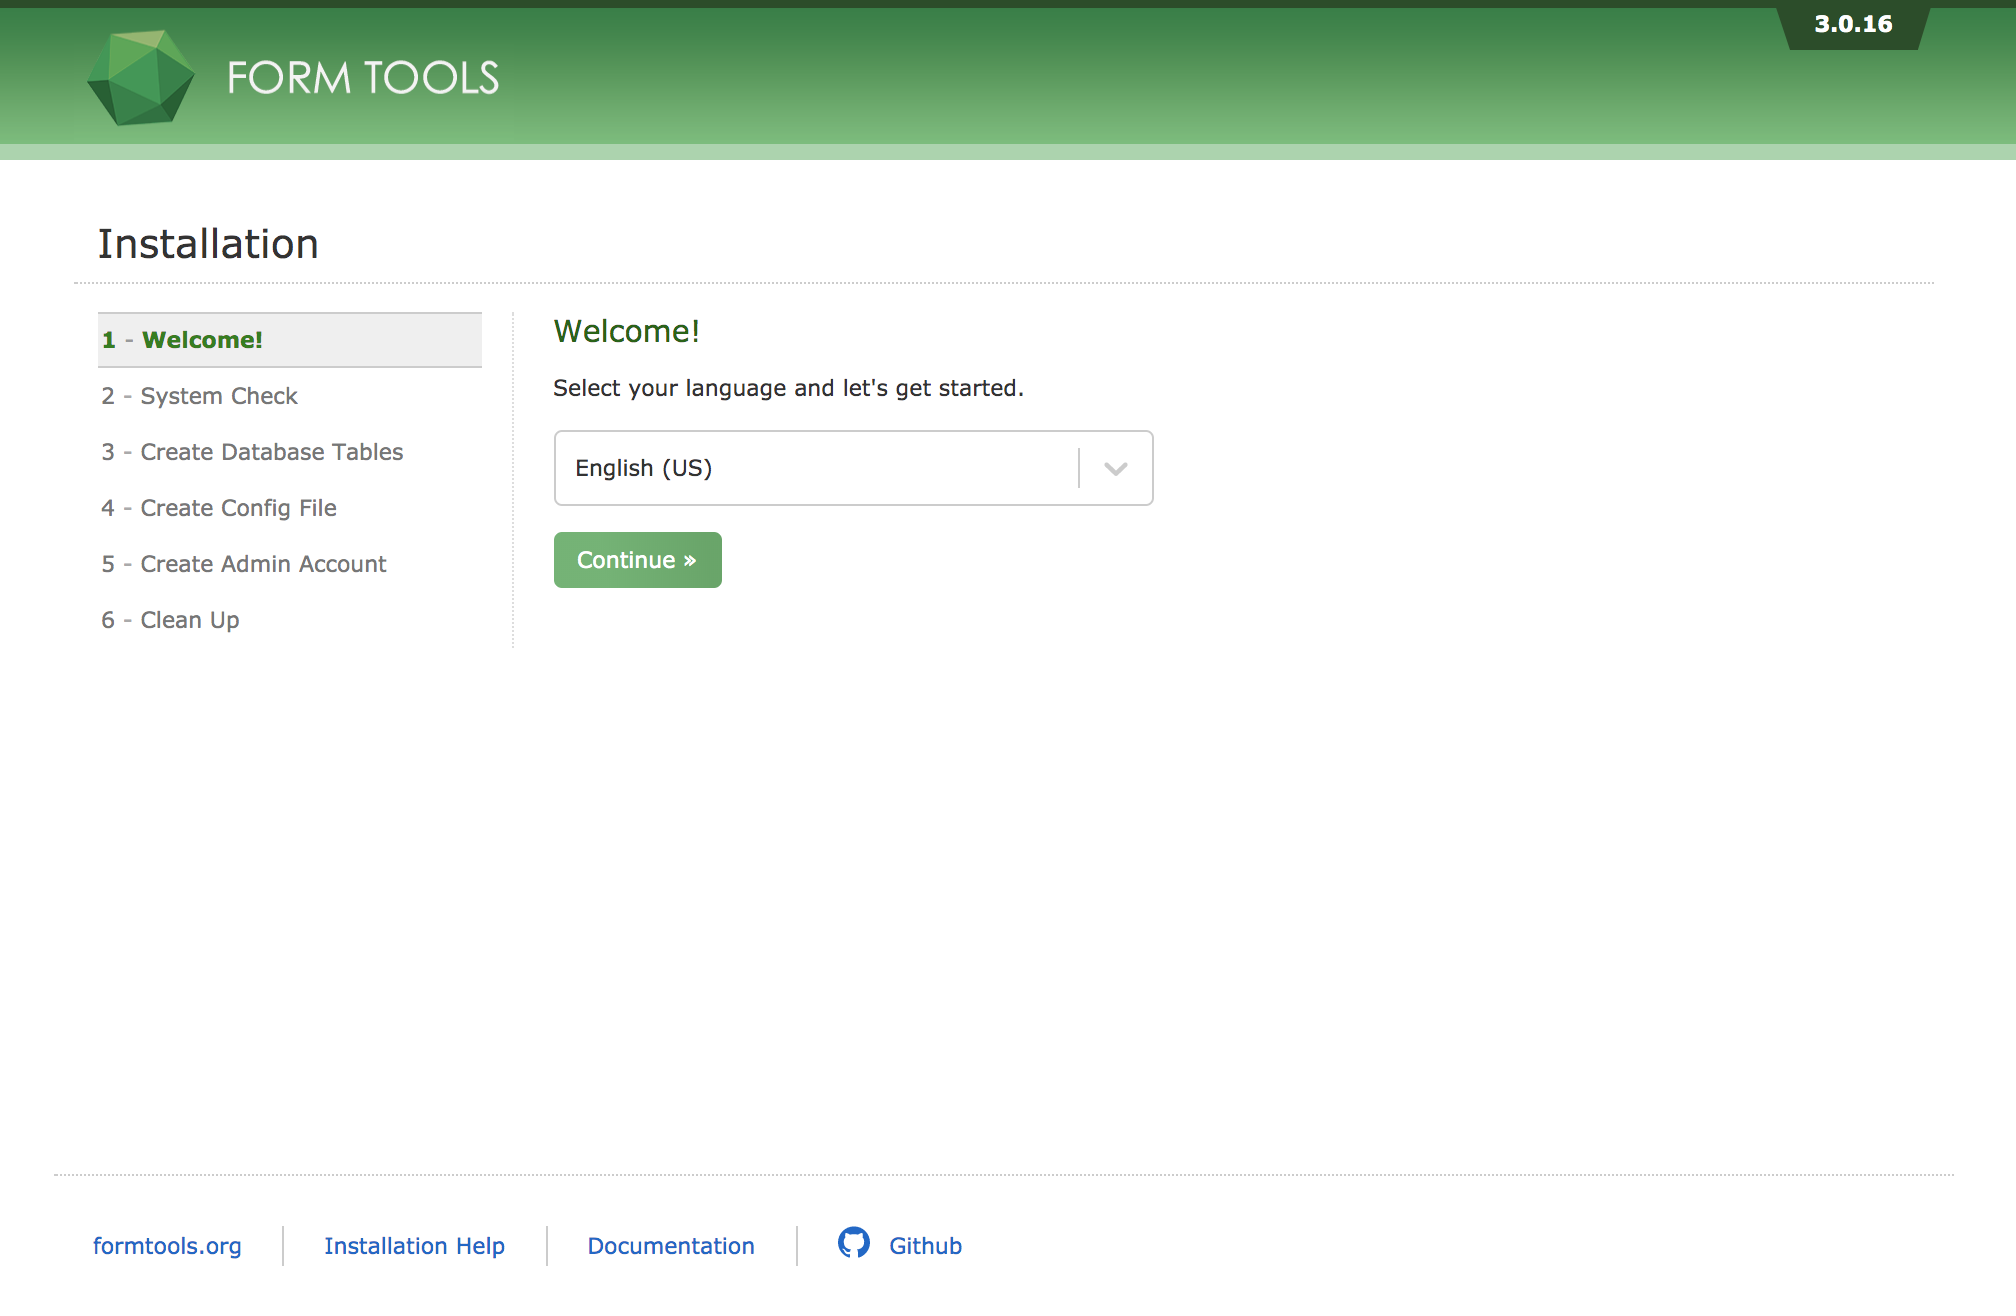 FORM TOOLS
3.0.16
Installation
1 - Welcome!
2 - System Check
3 - Create Database Tables
4 - Create Config File
5 - Create Admin Account
6 - Clean Up
Welcome!
Select your language and let's get started.
English (US)
Continue »
formtools.org
Installation Help
Documentation
Github